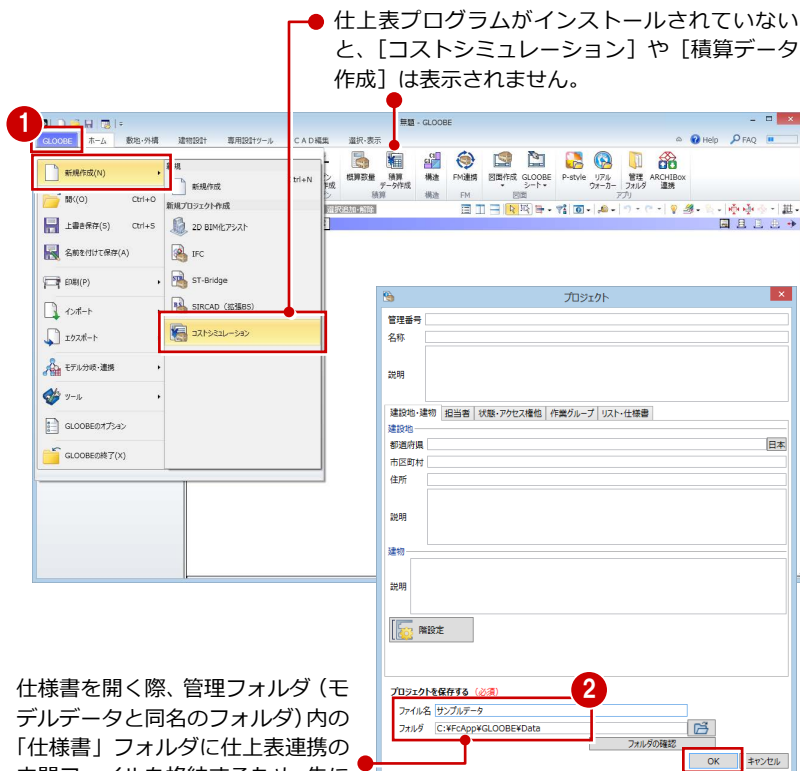 仕上表プログラムがインストールされていない
と、[コストシミュレーション] や [積算データ
作成] は表示されません。
1
無題 - GLOOBE
GLOOBE ホーム 敷地・外構 建物設計 専用設計ツール CAD編集 選択・表示
Help FAQ
新規作成(N)
開く(O) Ctrl+O
上書き保存(S) Ctrl+S
名前を付けて保存(A)
印刷(P)
インポート
エクスポート
モデル分岐・連携
ツール
GLOOBEのオプション
GLOOBEの終了(X)
新規作成
新規プロジェクト作成
2D BIM化アシスト
IFC
ST-Bridge
SIRCAD (拡張BS)
コストシミュレーション
trl+N
概算数量
積算
データ作成
構造
FM連携
図面作成
GLOOBE
シート
P-style
リアル
ウォーカー
管理
フォルダ
ARCHIBox
連携
積算 構造 FM 図面 アプリ
プロジェクト
管理番号
名称
説明
建設地・建物 担当者 状態・アクセス権他 作業グループ リスト・仕様書
建設地
都道府県 日本
市区町村
住所
説明
建物
説明
階設定
プロジェクトを保存する (必須)
2
ファイル名 サンプルデータ
フォルダ C:¥FcApp¥GLOOBE¥Data
フォルダの確認
OK キャンセル
仕様書を開く際、管理フォルダ(モ
デルデータと同名のフォルダ)内の
「仕様書」フォルダに仕上表連携の